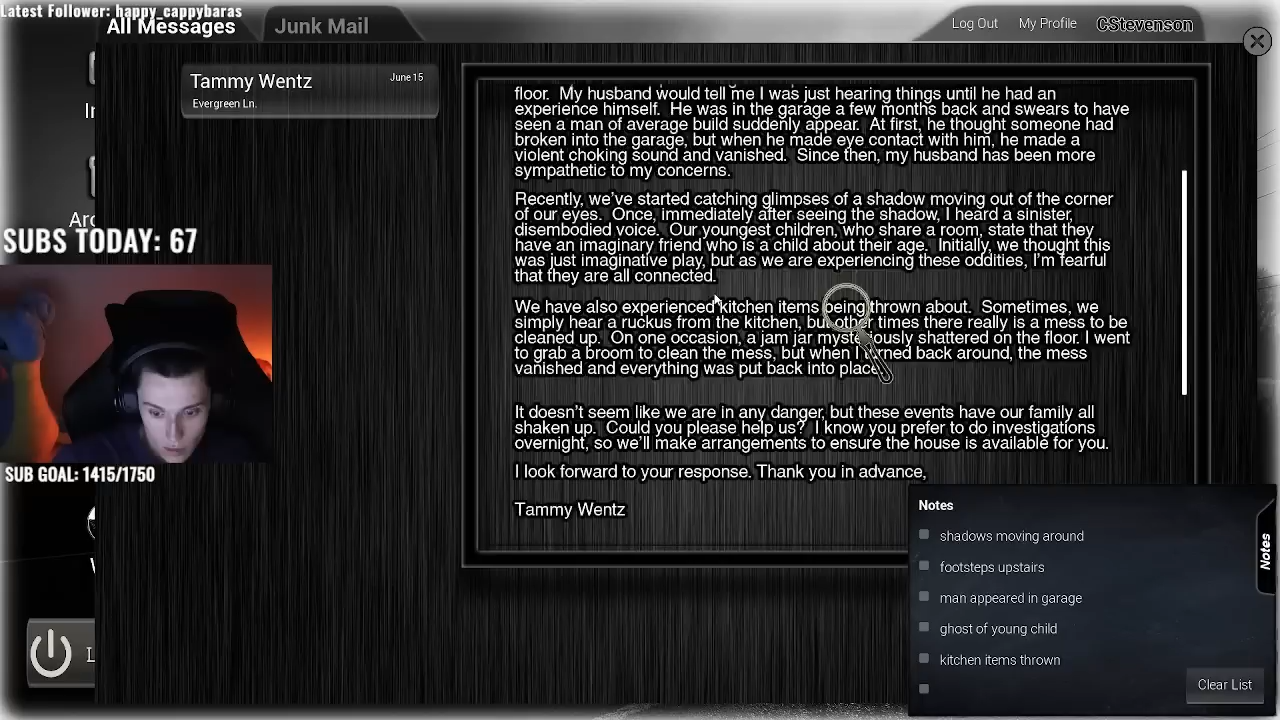 Latest Follower: happy_cappybaras
All Messages
Junk Mail
Log Out
My Profile
CStevenson
Tammy Wentz
June 15
Evergreen Ln.
floor. My husband would tell me I was just hearing things until he had an
experience himself. He was in the garage a few months back and swears to have
seen a man of average build suddenly appear. At first, he thought someone had
broken into the garage, but when he made eye contact with him, he made a
violent choking sound and vanished. Since then, my husband has been more
sympathetic to my concerns.
Recently, we've started catching glimpses of a shadow moving out of the corner
of our eyes. Once, immediately after seeing the shadow, I heard a sinister,
disembodied voice. Our youngest children, who share a room, state that they
have an imaginary friend who is a child about their age. Initially, we thought this
was just imaginative play, but as we are experiencing these oddities, I'm fearful
that they are all connected.
We have also experienced kitchen items being thrown about. Sometimes, we
simply hear a ruckus from the kitchen, but other times there really is a mess to be
cleaned up. On one occasion, a jam jar mysteriously shattered on the floor. I went
to grab a broom to clean the mess, but when I turned back around, the mess
vanished and everything was put back into place.
It doesn't seem like we are in any danger, but these events have our family all
shaken up. Could you please help us? I know you prefer to do investigations
overnight, so we'll make arrangements to ensure the house is available for you.
I look forward to your response. Thank you in advance,
Tammy Wentz
In
Arc
SUBS TODAY: 67
SUB GOAL: 1415/1750
L
Notes
shadows moving around
footsteps upstairs
man appeared in garage
ghost of young child
kitchen items thrown
Clear List
Notes